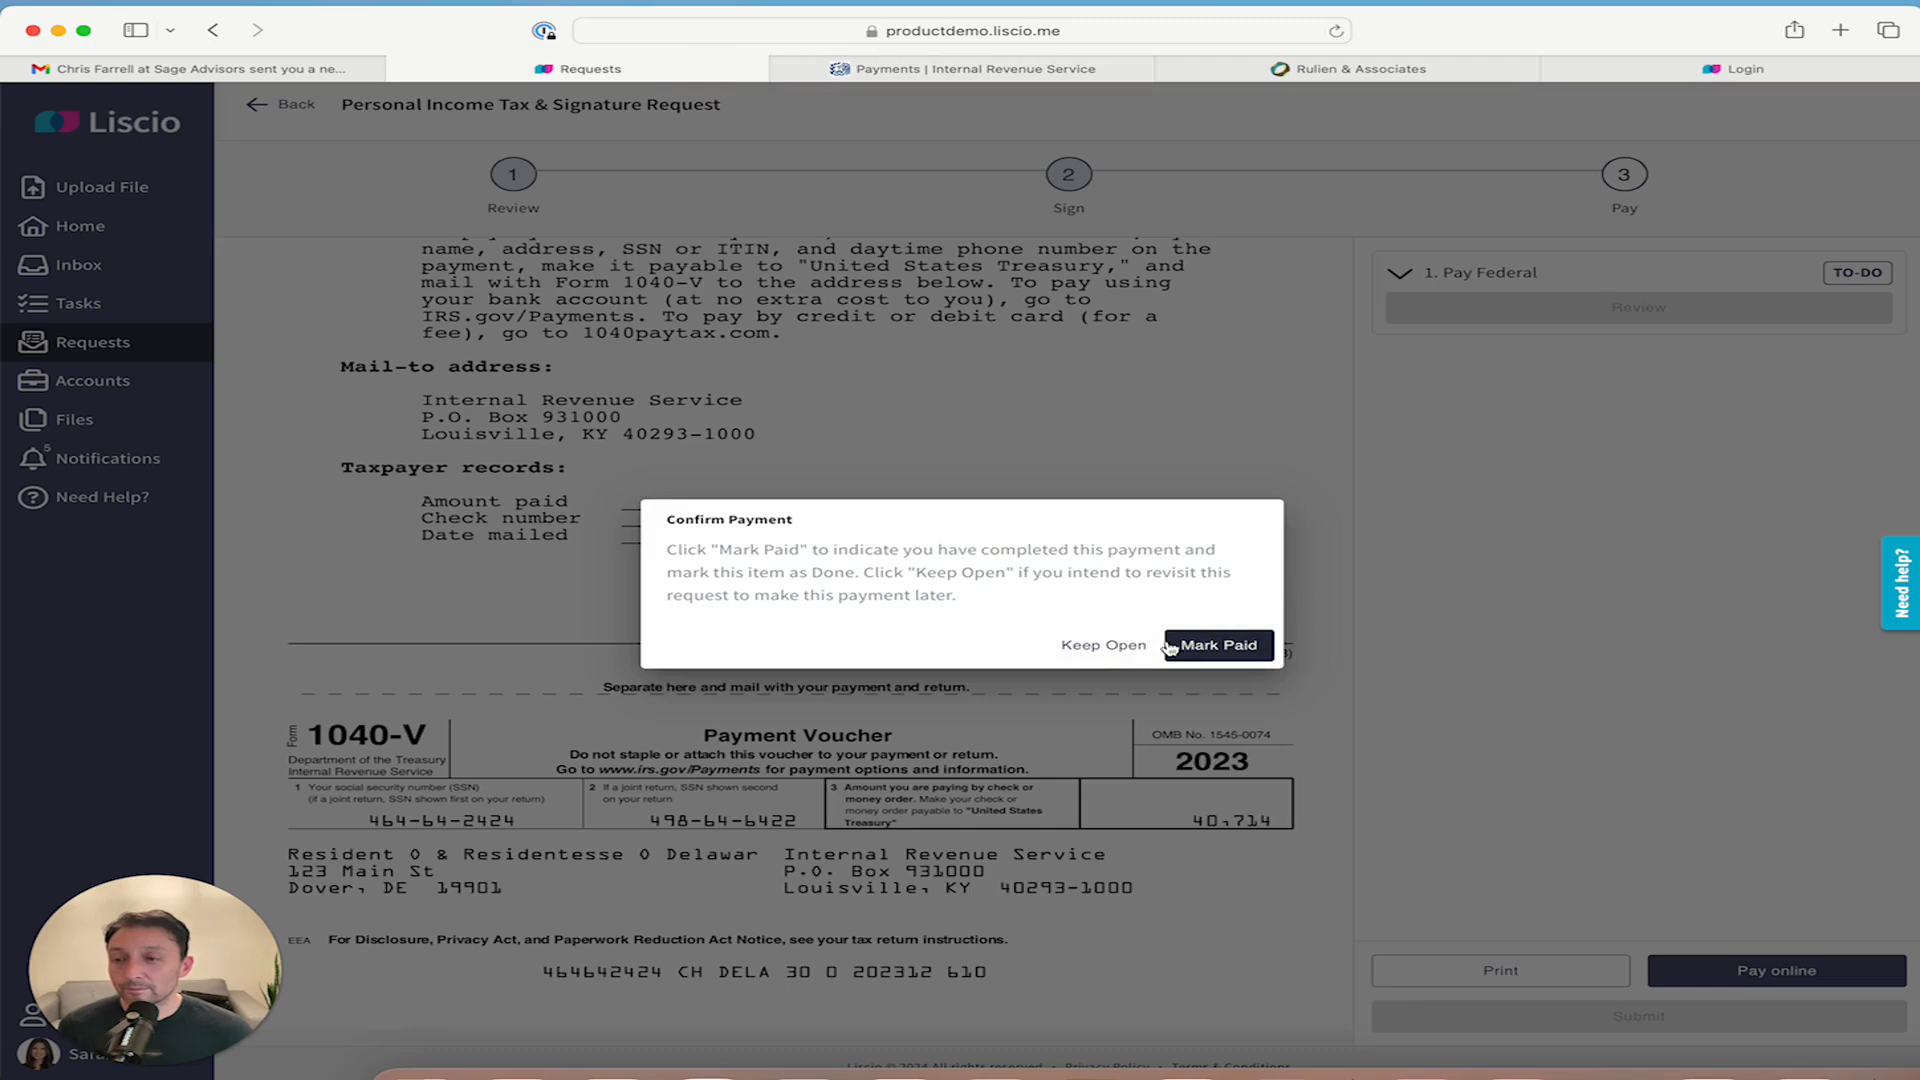 productdemo.liscio.me
Chris Farrell at Sage Advisors sent you a ne...
Requests
Payments | Internal Revenue Service
Rulien & Associates
Login
Liscio
Back
Personal Income Tax & Signature Request
1
2
3
Review
Sign
Pay
Upload File
Home
Inbox
Tasks
Requests
Accounts
Files
5
Notifications
Need Help?
name, address, SSN or ITIN, and daytime phone number on the
payment, make it payable to "United States Treasury," and
mail with Form 1040-V to the address below. To pay using
your bank account (at no extra cost to you), go to
IRS.gov/Payments. To pay by credit or debit card (for a
fee), go to 1040paytax.com.
Mail-to address:
Internal Revenue Service
P.O. Box 931000
Louisville, KY 40293-1000
Taxpayer records:
Amount paid
Check number
Date mailed
1. Pay Federal
TO-DO
Review
Need help?
Confirm Payment
Click "Mark Paid" to indicate you have completed this payment and
mark this item as Done. Click "Keep Open" if you intend to revisit this
request to make this payment later.
Keep Open
Mark Paid
Separate here and mail with your payment and return.
Form 1040-V
Department of the Treasury
Internal Revenue Service
Payment Voucher
Do not staple or attach this voucher to your payment or return.
Go to www.irs.gov/Payments for payment options and information.
OMB No. 1545-0074
2023
1 Your social security number (SSN)
(if a joint return, SSN shown first on your return)
464-64-2424
2 If a joint return, SSN shown second
on your return
498-64-6422
3 Amount you are paying by check or
money order. Make your check or
money order payable to "United States
Treasury"
40,714
Resident O & Residentesse O Delawar
123 Main St
Dover, DE 19901
Internal Revenue Service
P.O. Box 931000
Louisville, KY 40293-1000
EEA For Disclosure, Privacy Act, and Paperwork Reduction Act Notice, see your tax return instructions.
464642424 CH DELA 30 0 202312 610
Print
Pay online
Submit
Liscio © 2024 All rights reserved • Privacy Policy • Terms & Conditions